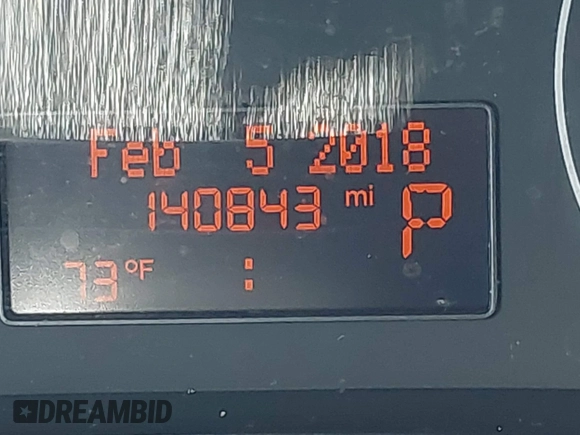 Feb 5 2018
140843 mi P
73 °F :
DREAMBID